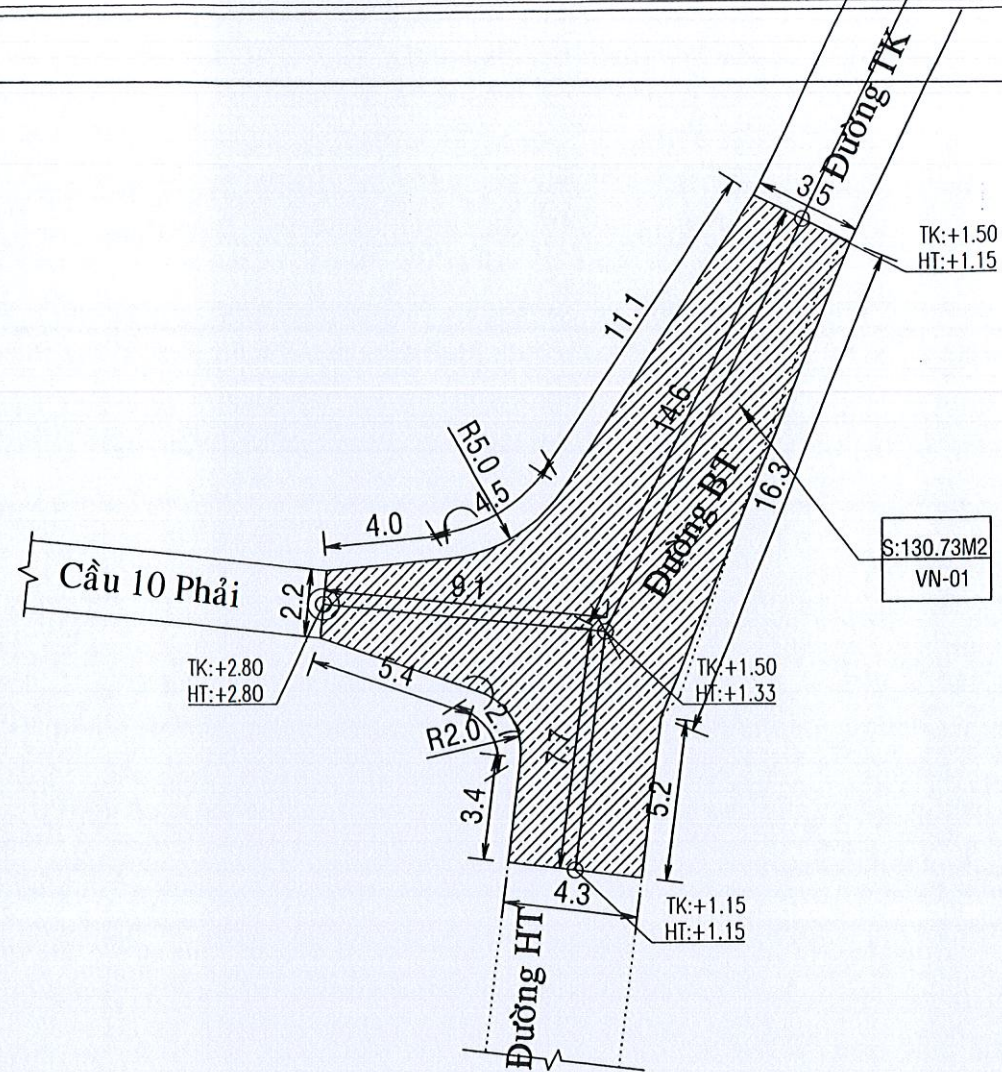 Đường TK
3.5
TK:+1.50
HT:+1.15
11.1
14.6
16.3
R5.0
4.5
4.0
Đường BT
S:130.73M2
VN-01
Cầu 10 Phải
2.2
9.1
TK:+2.80
HT:+2.80
5.4
TK:+1.50
HT:+1.33
R2.0
7.7
3.4
5.2
4.3
TK:+1.15
HT:+1.15
Đường HT